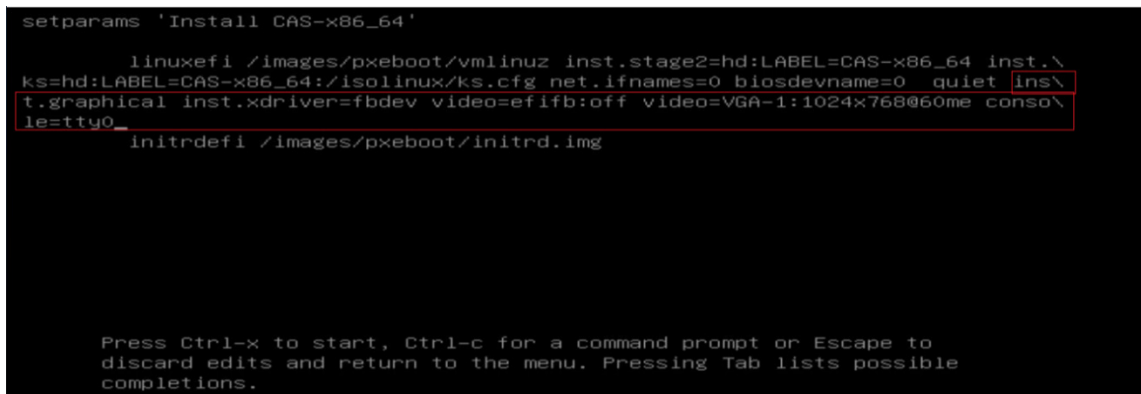 setparams 'Install CAS-x86_64'
linuxefi /images/pxeboot/vmlinuz inst.stage2=hd:LABEL=CAS-x86_64 inst.\
ks=hd:LABEL=CAS-x86_64:/isolinux/ks.cfg net.ifnames=0 biosdevname=0  quiet ins\
t.graphical inst.xdriver=fbdev video=efifb:off video=VGA-1:1024x768@60me conso\
le=tty0_
initrdefi /images/pxeboot/initrd.img
Press Ctrl-x to start, Ctrl-c for a command prompt or Escape to
discard edits and return to the menu. Pressing Tab lists possible
completions.